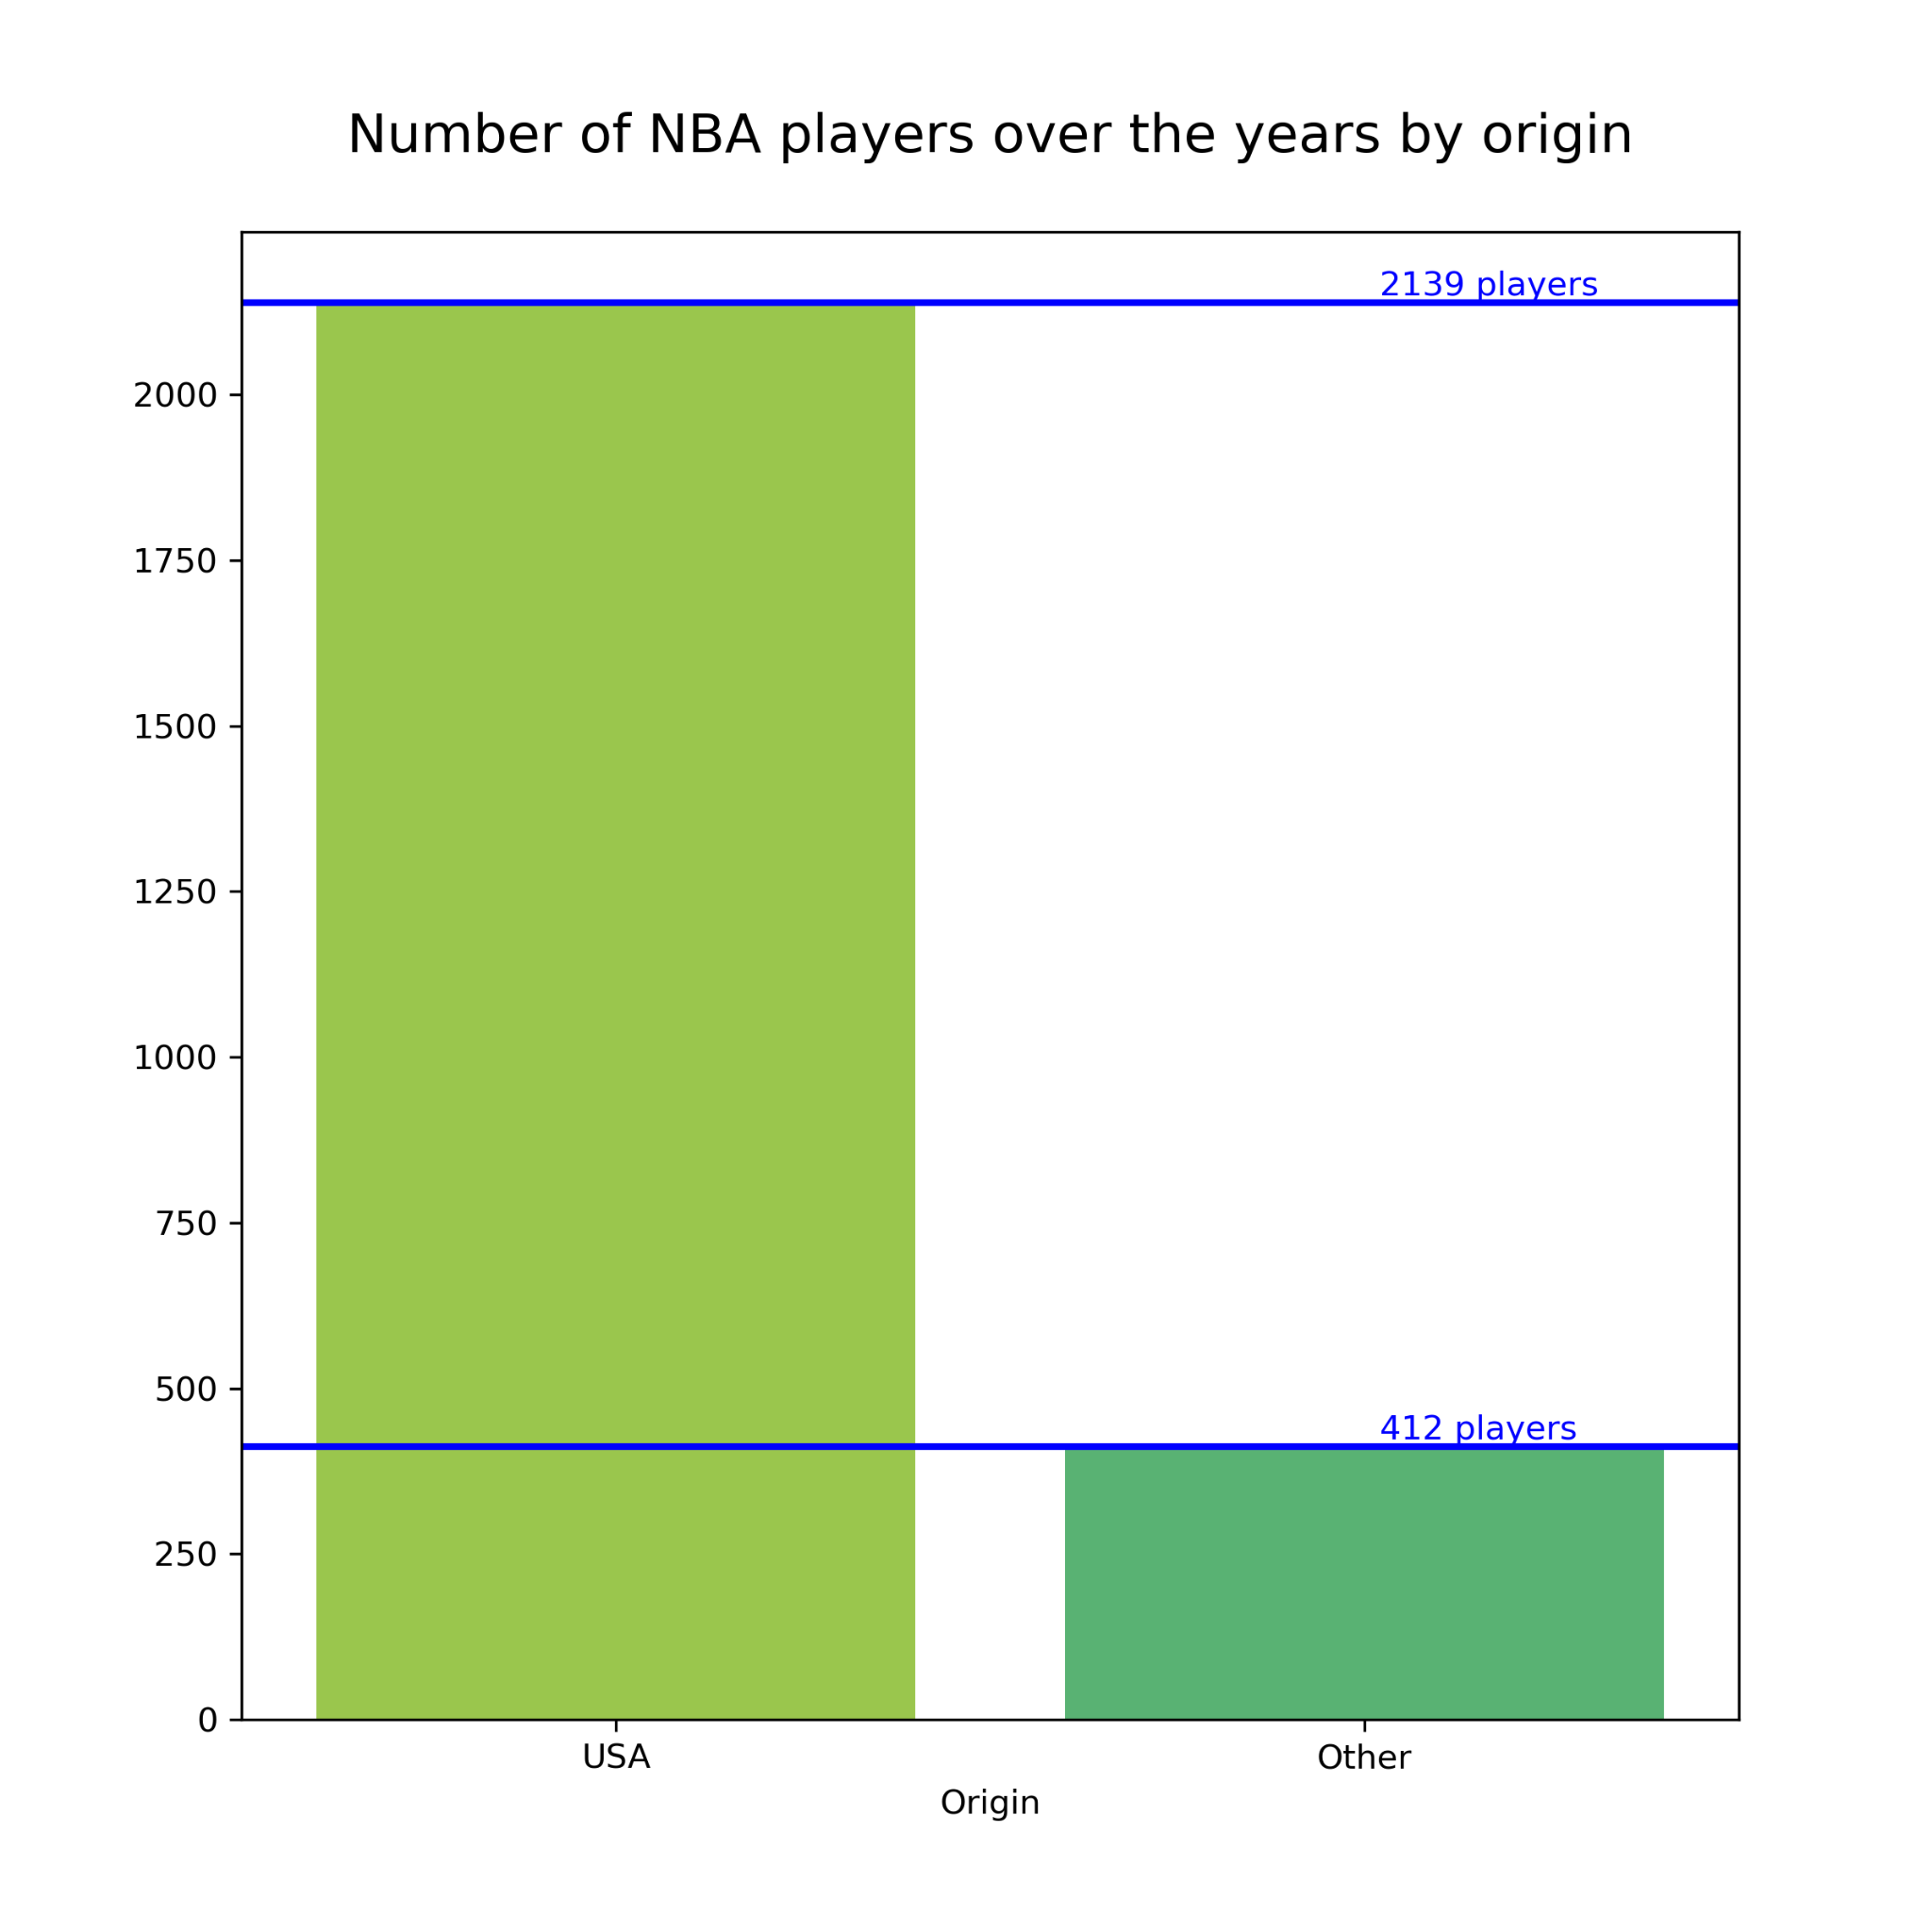 Number of NBA players over the years by origin
2139 players
2000
1750
1500
1250
1000
750
500
412 players
250
0
USA
Other
Origin